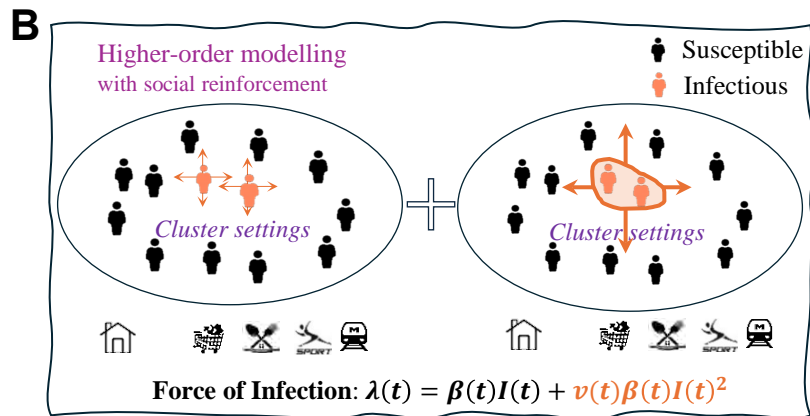 B
Higher-order modelling
with social reinforcement
Susceptible
Infectious
Cluster settings
Cluster settings
SPORT
M
SPORT
M
Force of Infection: λ(t) = β(t)I(t) + v(t)β(t)I(t)²